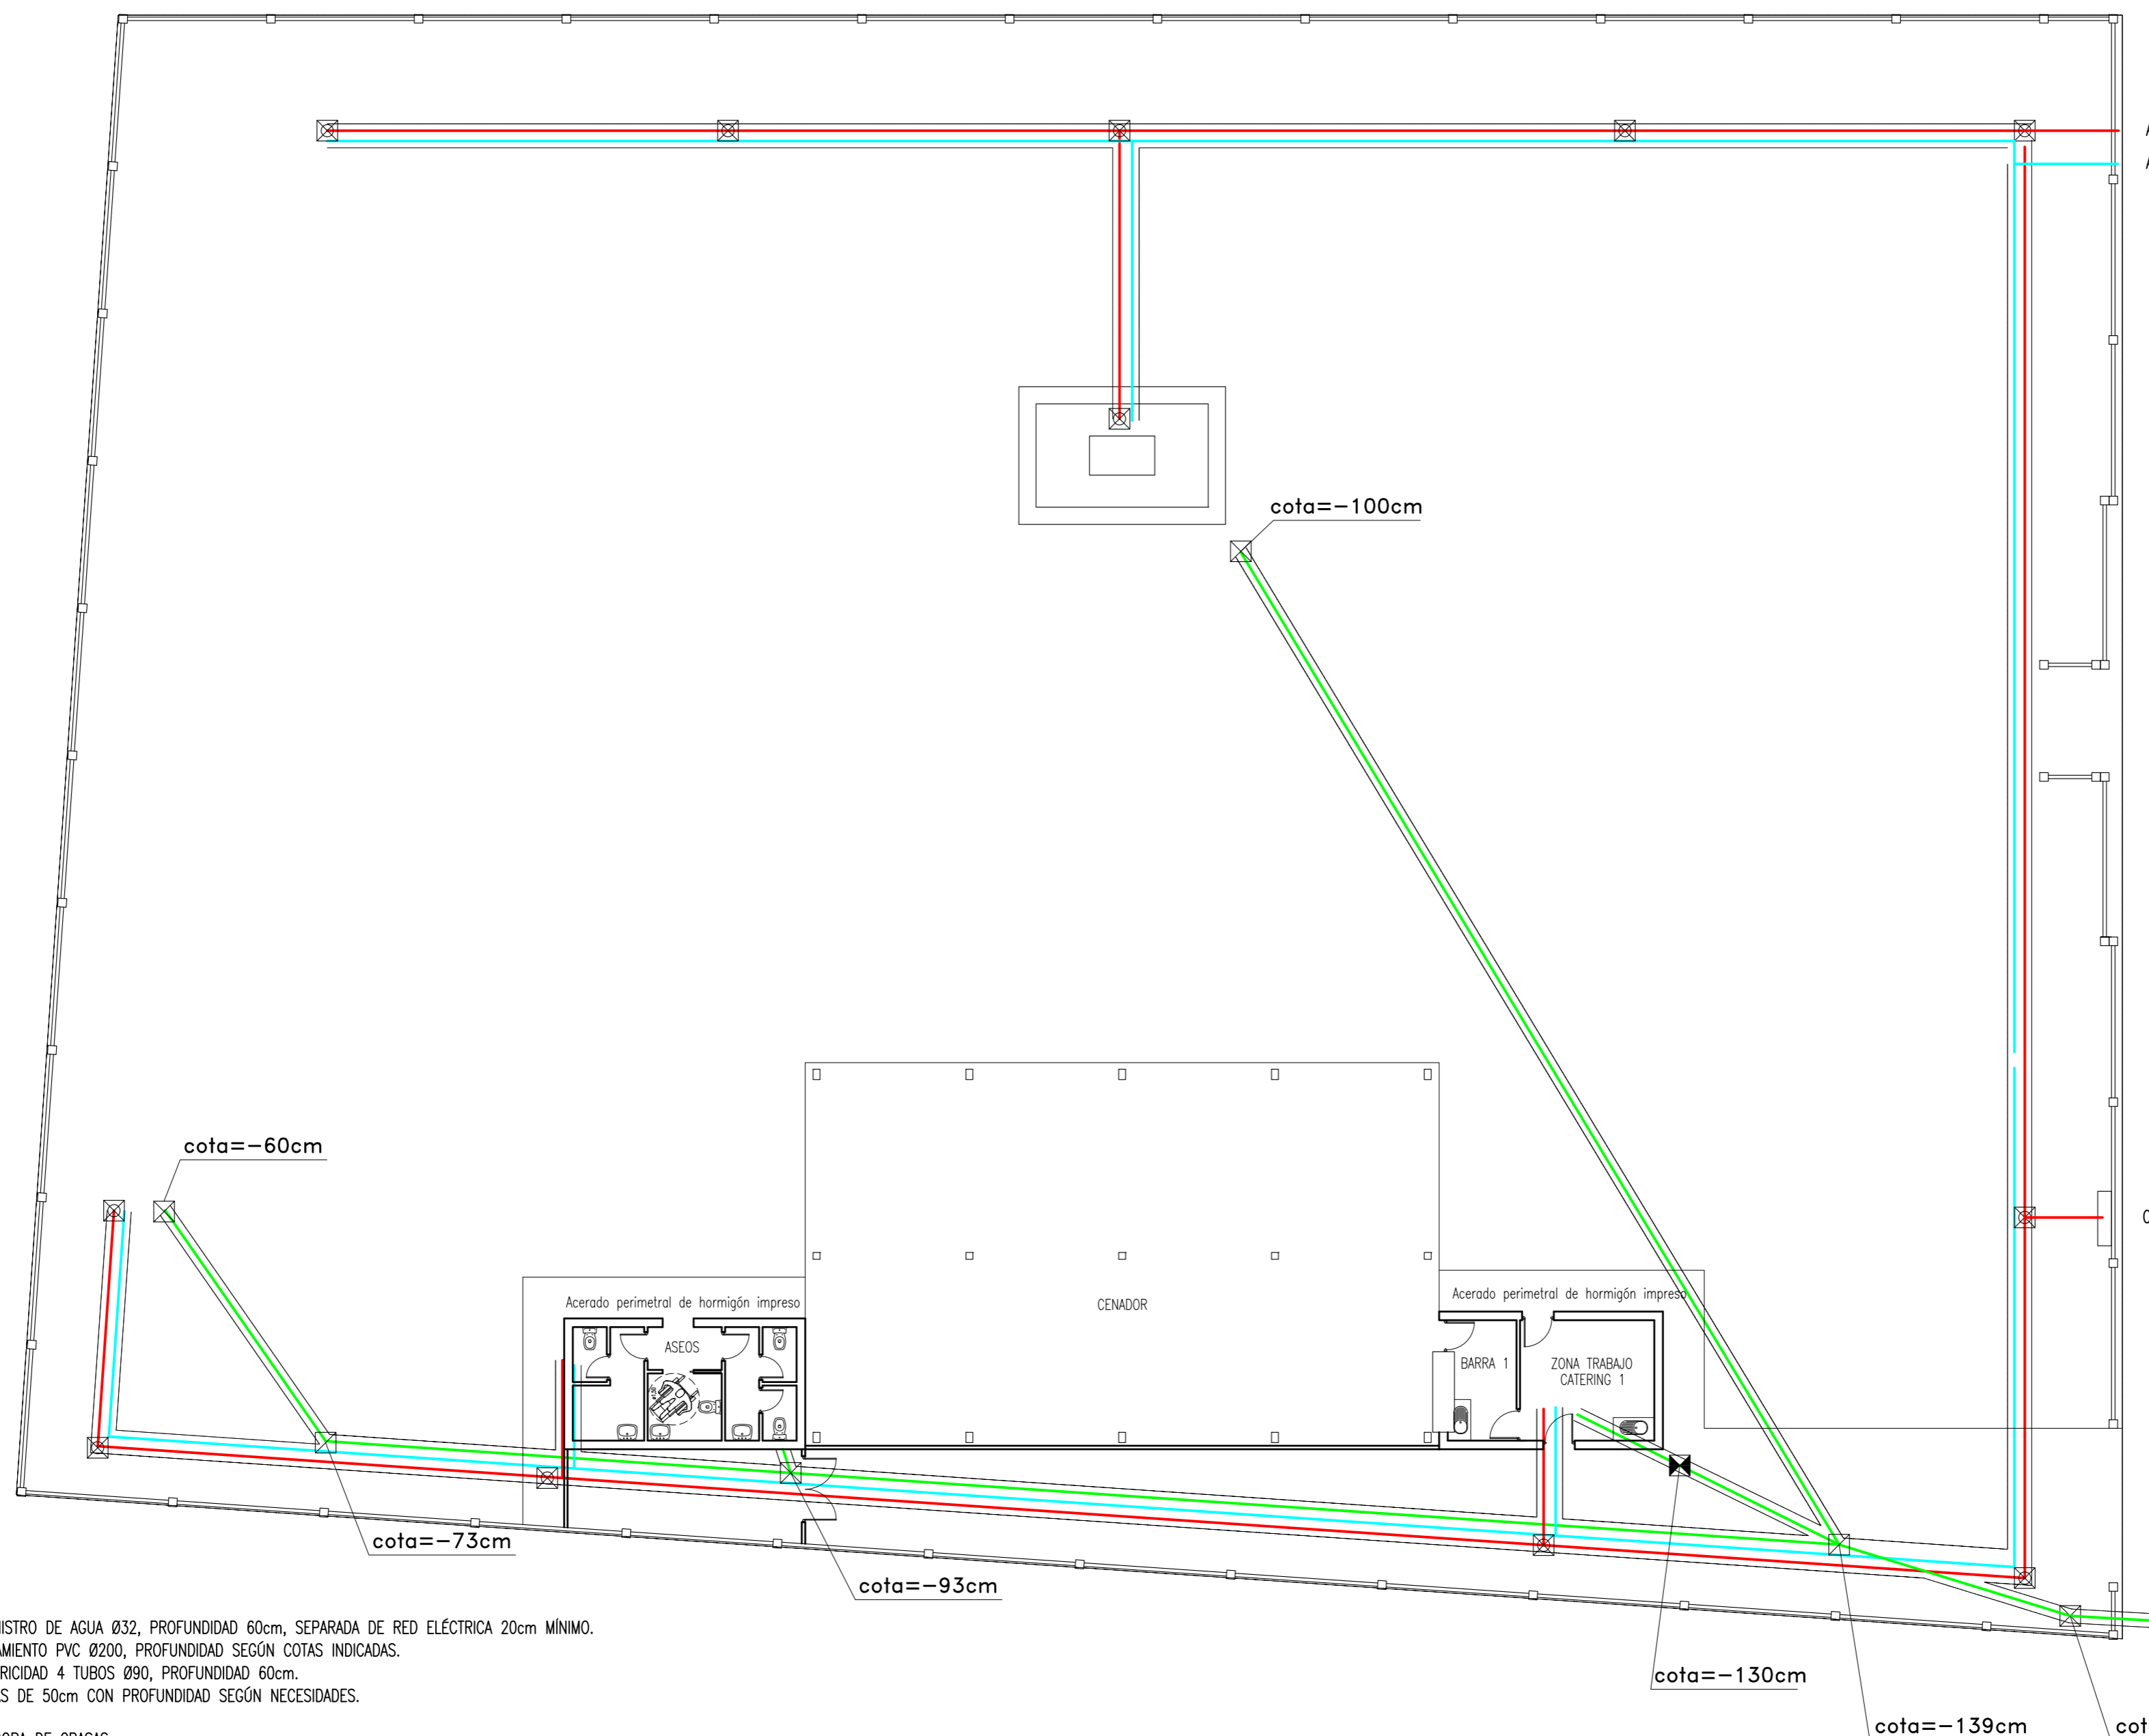 cota=-100cm
cota=-60cm
Acerado perimetral de hormigón impreso
Acerado perimetral de hormigón impreso
CENADOR
ASEOS
BARRA 1
ZONA TRABAJO
CATERING 1
cota=-73cm
cota=-93cm
cota=-130cm
cota=-139cm
cot
NISTRO DE AGUA Ø32, PROFUNDIDAD 60cm, SEPARADA DE RED ELÉCTRICA 20cm MÍNIMO.
AMIENTO PVC Ø200, PROFUNDIDAD SEGÚN COTAS INDICADAS.
RICIDAD 4 TUBOS Ø90, PROFUNDIDAD 60cm.
AS DE 50cm CON PROFUNDIDAD SEGÚN NECESIDADES.